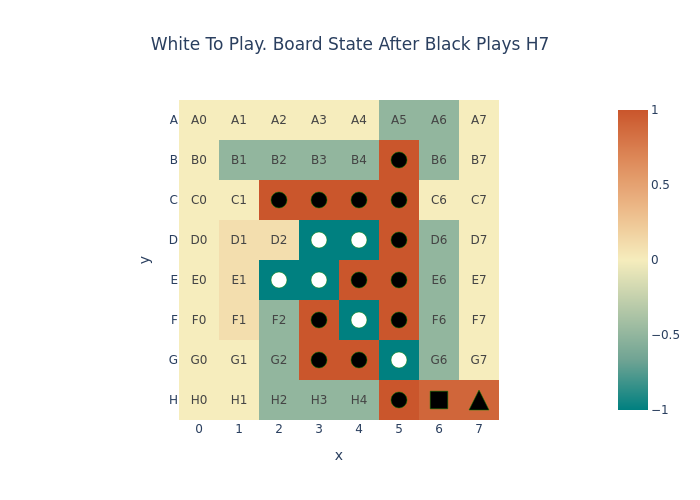 White To Play. Board State After Black Plays H7
A A0 A1 A2 A3 A4 A5 A6 A7
B B0 B1 B2 B3 B4 B6 B7
C C0 C1 C6 C7
D D0 D1 D2 D6 D7
E E0 E1 E6 E7
F F0 F1 F2 F6 F7
G G0 G1 G2 G6 G7
H H0 H1 H2 H3 H4
0 1 2 3 4 5 6 7
x
y
1
0.5
0
−0.5
−1